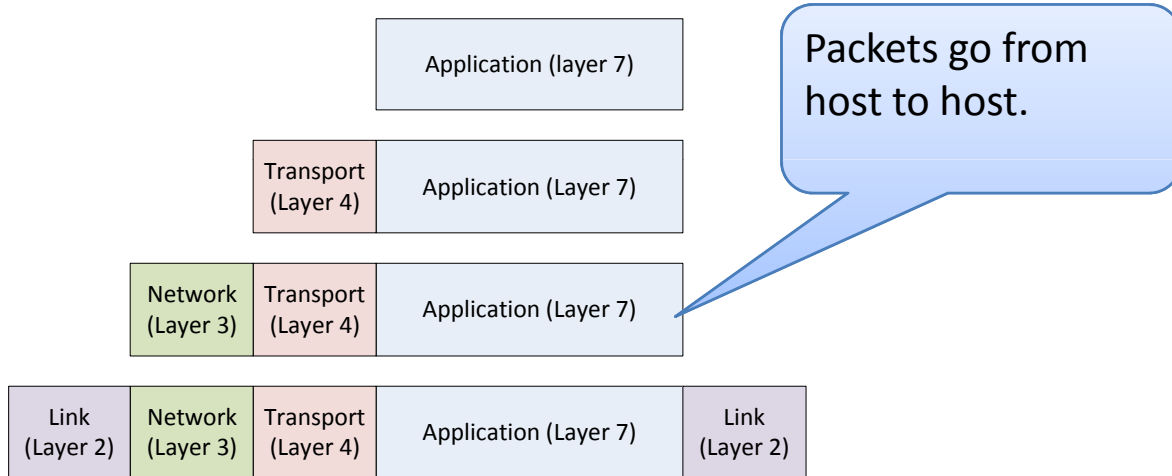 Application (layer 7)
Packets go from
host to host.
Transport
(Layer 4)
Application (Layer 7)
Network
(Layer 3)
Transport
(Layer 4)
Application (Layer 7)
Link
(Layer 2)
Network
(Layer 3)
Transport
(Layer 4)
Application (Layer 7)
Link
(Layer 2)